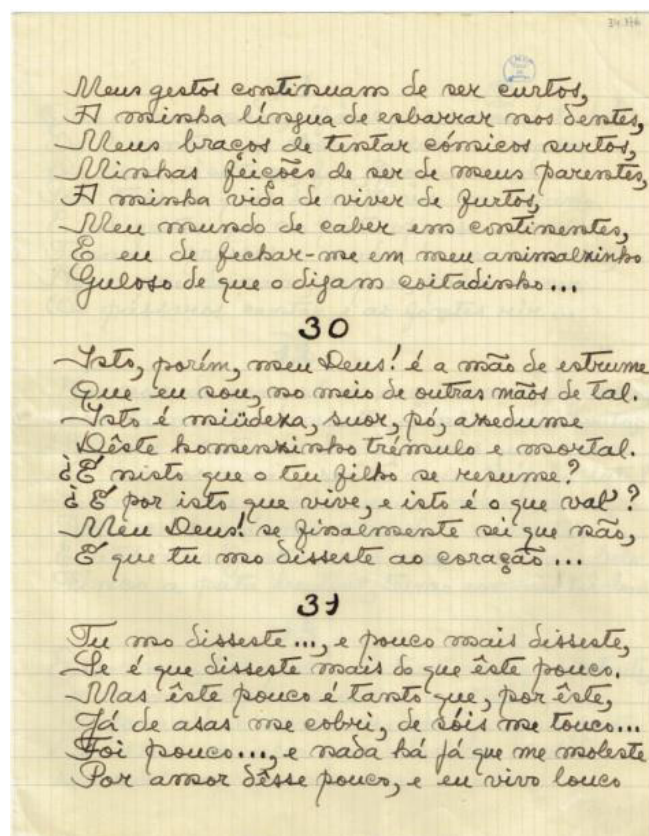 34.376
Meus gestos continuam de ser curtos,
A minha língua de esbarrar nos dentes,
Meus braços de tentar cómicos surtos,
Minhas feições de ser de meus parentes,
A minha vida de viver de furtos,
Meu mundo de caber em continentes,
E eu de fechar-me em meu animalzinho
Guloso de que o digam coitadinho...
30
Isto, porém, meu Deus! é a mão de estrume
Que eu sou, no meio de outras mãos de tal.
Isto é miüdeza, suor, pó, azedume
Dêste homenzinho trémulo e mortal.
¿É nisto que o teu filho se resume?
¿É por isto que vive, e isto é o que val'?
Meu Deus! se finalmente sei que não,
É que tu mo disseste ao coração...
31
Tu mo disseste..., e pouco mais disseste,
Se é que disseste mais do que êste pouco.
Mas êste pouco é tanto que, por êste,
Já de asas me cobri, de sóis me touco...
Foi pouco..., e nada há já que me moleste
Por amor dêsse pouco, e eu vivo louco